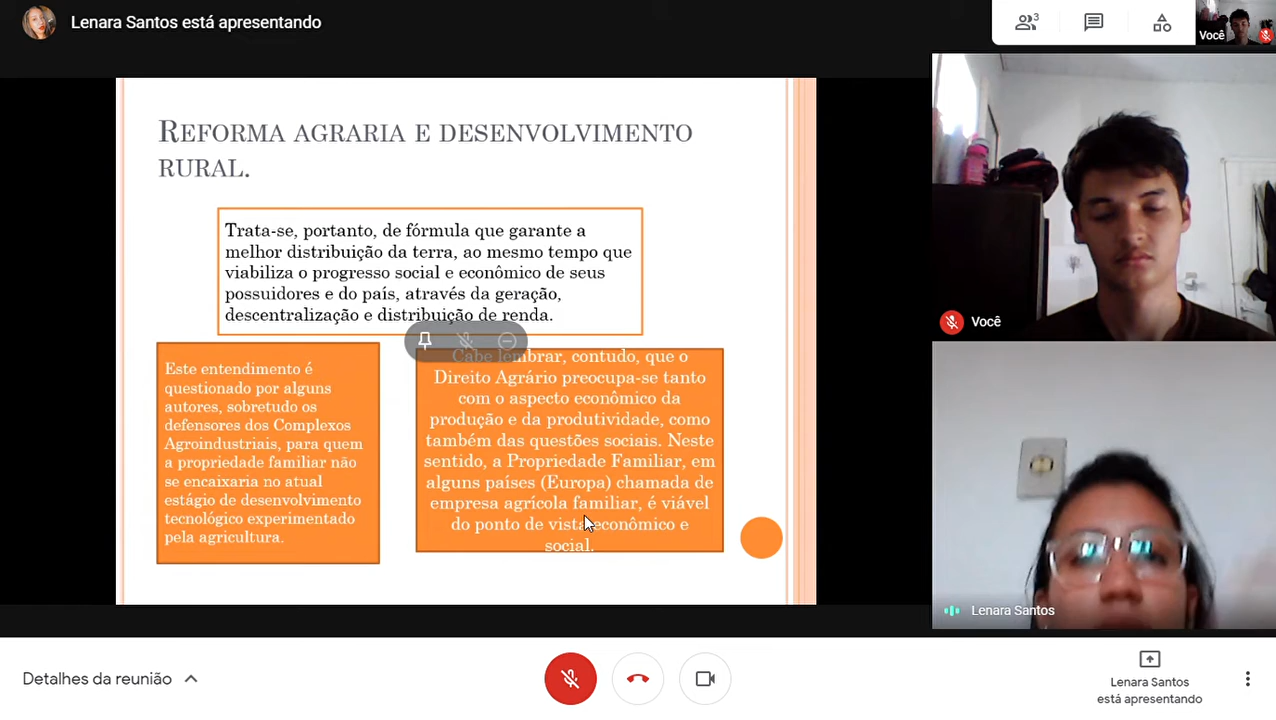 Lenara Santos está apresentando
3
Você
REFORMA AGRARIA E DESENVOLVIMENTO
RURAL.
Trata-se, portanto, de fórmula que garante a
melhor distribuição da terra, ao mesmo tempo que
viabiliza o progresso social e econômico de seus
possuidores e do país, através da geração,
descentralização e distribuição de renda.
Este entendimento é
questionado por alguns
autores, sobretudo os
defensores dos Complexos
Agroindustriais, para quem
a propriedade familiar não
se encaixaria no atual
estágio de desenvolvimento
tecnológico experimentado
pela agricultura.
Cabe lembrar, contudo, que o
Direito Agrário preocupa-se tanto
com o aspecto econômico da
produção e da produtividade, como
também das questões sociais. Neste
sentido, a Propriedade Familiar, em
alguns países (Europa) chamada de
empresa agrícola familiar, é viável
do ponto de vista econômico e
social.
Você
Lenara Santos
Detalhes da reunião
Lenara Santos
está apresentando